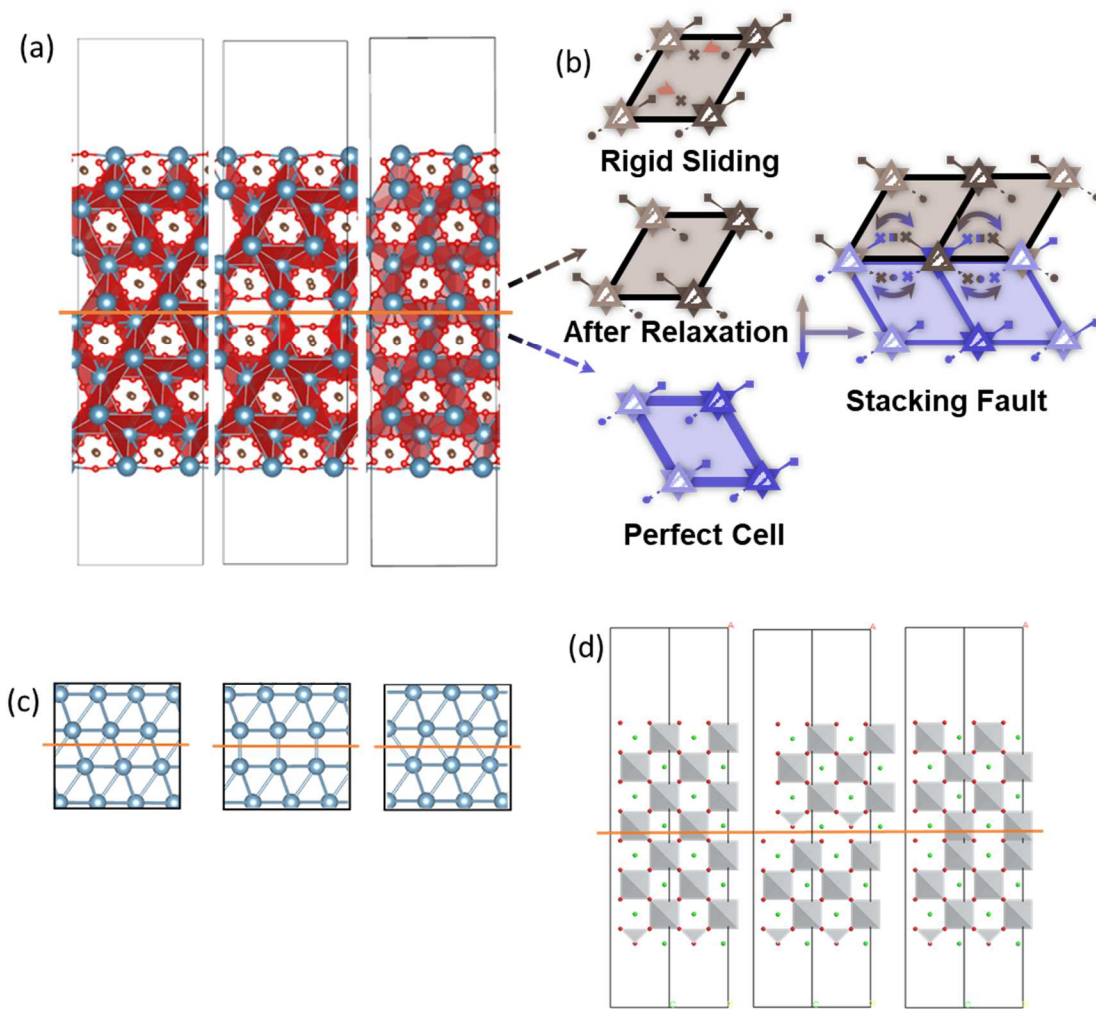 (a)
(b)
Rigid Sliding
After Relaxation
Stacking Fault
Perfect Cell
(c)
(d)